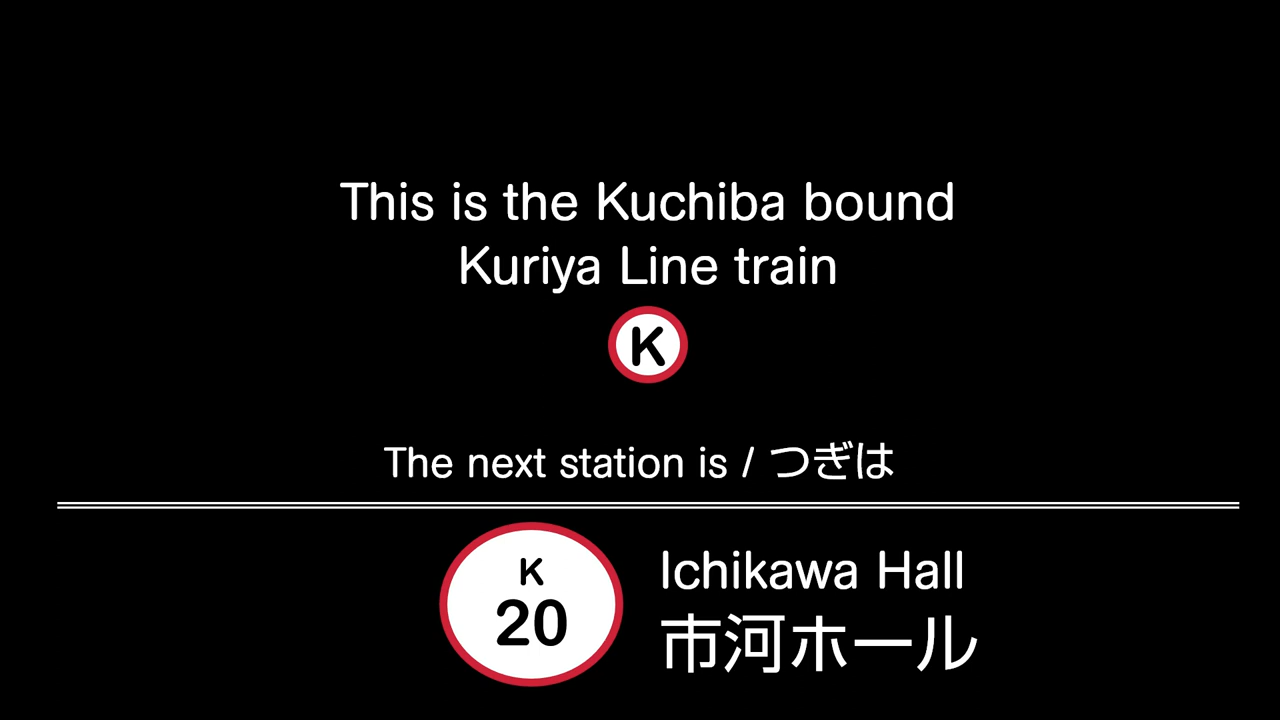 This is the Kuchiba bound
Kuriya Line train
K
The next station is / つぎは
K
20
Ichikawa Hall
市河ホール